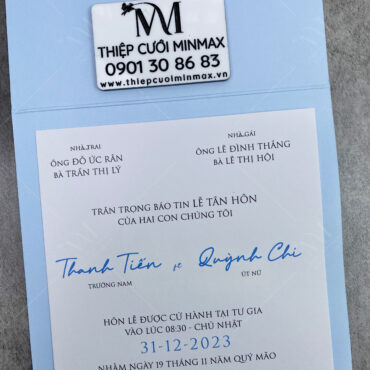 M
THIỆP CƯỚI MINMAX
0901 30 86 83
www.thiepcuoiminmax.vn
NHÀ TRAI
ÔNG ĐỖ ỨC RÂN
BÀ TRẦN THỊ LÝ
NHÀ GÁI
ÔNG LÊ ĐÌNH THẮNG
BÀ LÊ THỊ HỘI
TRÂN TRỌNG BÁO TIN LỄ TÂN HÔN
CỦA HAI CON CHÚNG TÔI
Thanh Tiến & Quỳnh Chi
TRƯỞNG NAM
ÚT NỮ
HÔN LỄ ĐƯỢC CỬ HÀNH TẠI TƯ GIA
VÀO LÚC 08:30 - CHỦ NHẬT
31-12-2023
NHẰM NGÀY 19 THÁNG 11 NĂM QUÝ MÃO